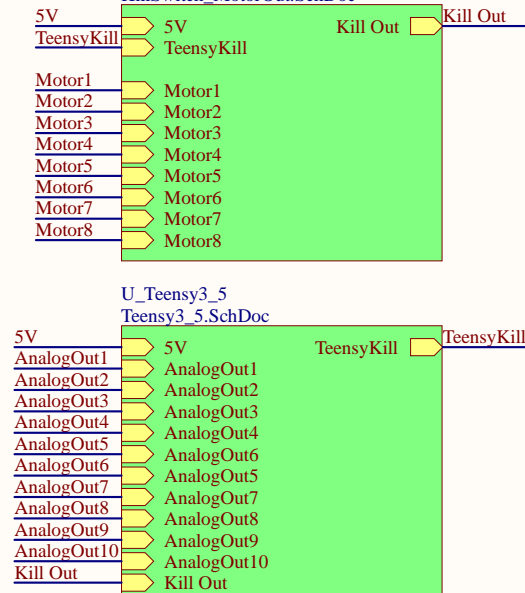 5V 5V Kill Out Kill Out
TeensyKill TeensyKill
Motor1 Motor1
Motor2 Motor2
Motor3 Motor3
Motor4 Motor4
Motor5 Motor5
Motor6 Motor6
Motor7 Motor7
Motor8 Motor8
U_Teensy3_5
Teensy3_5.SchDoc
5V 5V TeensyKill TeensyKill
AnalogOut1 AnalogOut1
AnalogOut2 AnalogOut2
AnalogOut3 AnalogOut3
AnalogOut4 AnalogOut4
AnalogOut5 AnalogOut6
AnalogOut6 AnalogOut5
AnalogOut7 AnalogOut7
AnalogOut8 AnalogOut8
AnalogOut9 AnalogOut9
AnalogOut10 AnalogOut10
Kill Out Kill Out